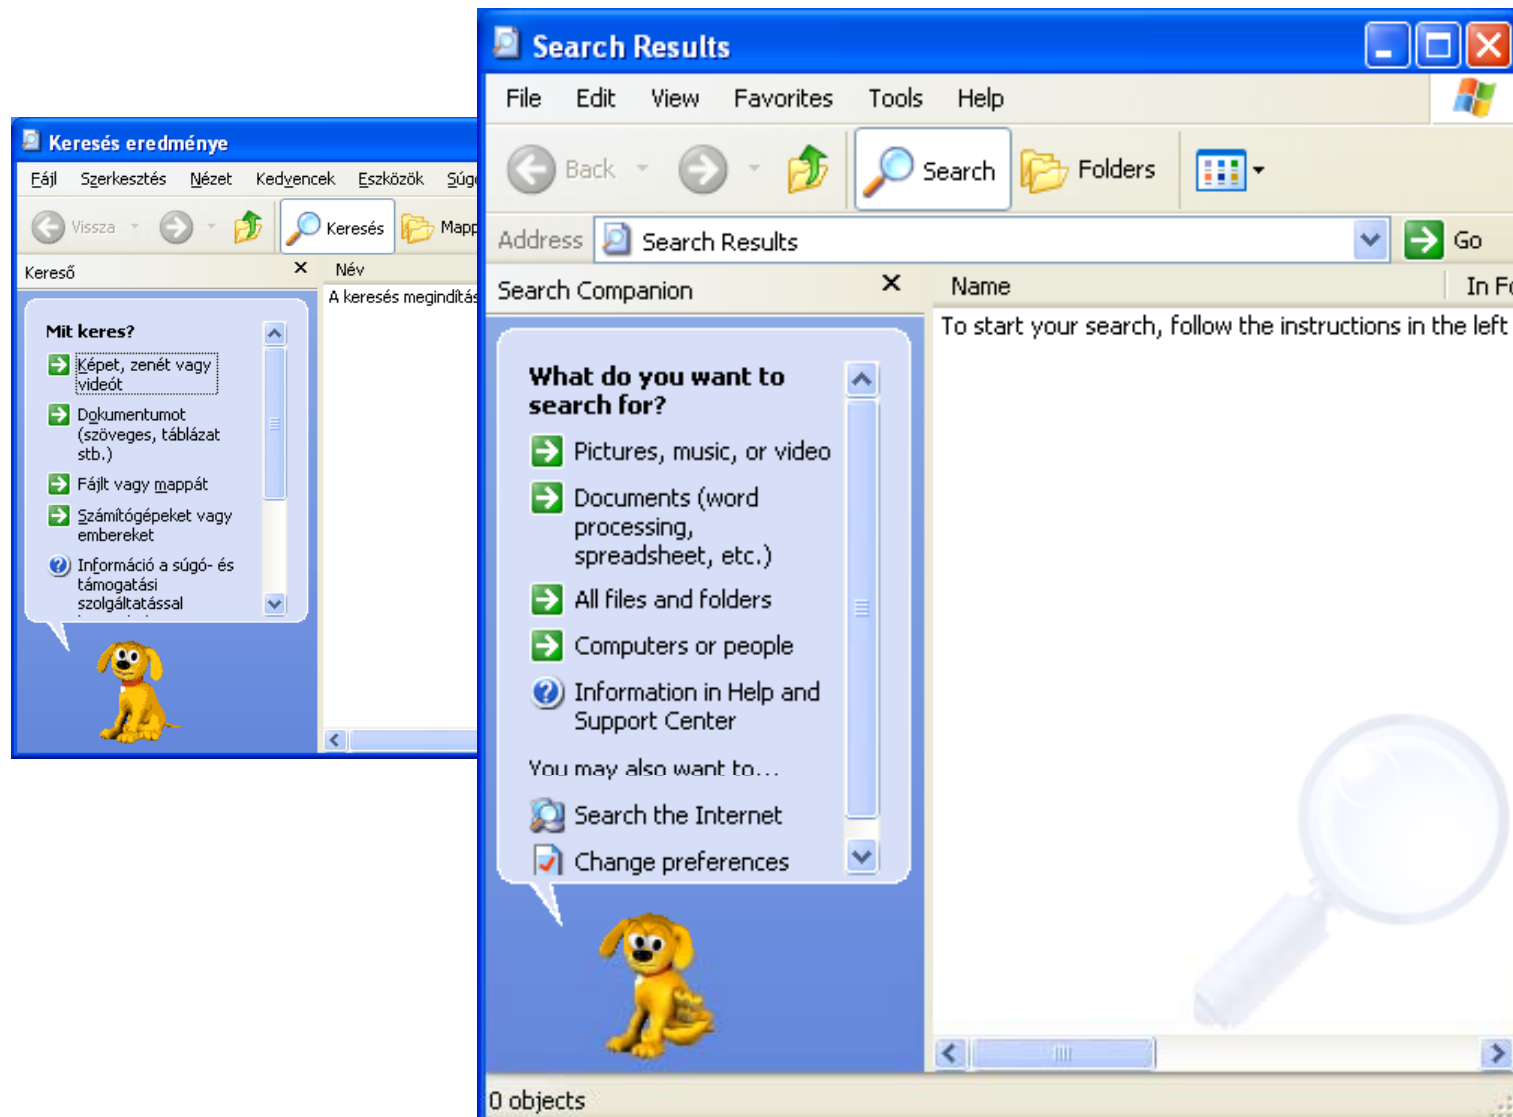 Keresés eredménye
Fájl Szerkesztés Nézet Kedvencek Eszközök
Vissza Keresés
Kereső
Név
A keresés
Mit keres?
Képet, zenét vagy
videót
Dokumentumot
(szöveges, táblázat
stb.)
Fájlt vagy mappát
Számítógépeket vagy
embereket
Információ a súgó- és
támogatási
szolgáltatással
Search Results
File Edit View Favorites Tools Help
Back Search Folders
Address Search Results Go
Search Companion
Name In
To start your search, follow the instructions in the left
What do you want to
search for?
Pictures, music, or video
Documents (word
processing,
spreadsheet, etc.)
All files and folders
Computers or people
Information in Help and
Support Center
You may also want to...
Search the Internet
Change preferences
0 objects